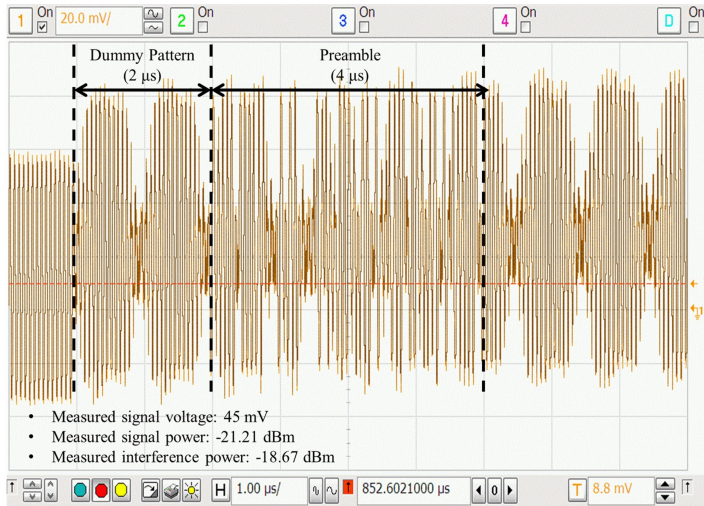 On On On On On
1 20.0 mV/ 2 3 4 D
Dummy Pattern
(2 μs)
Preamble
(4 μs)
• Measured signal voltage: 45 mV
• Measured signal power: -21.21 dBm
• Measured interference power: -18.67 dBm
H 1.00 μs/ 852.6021000 μs 0 T 8.8 mV